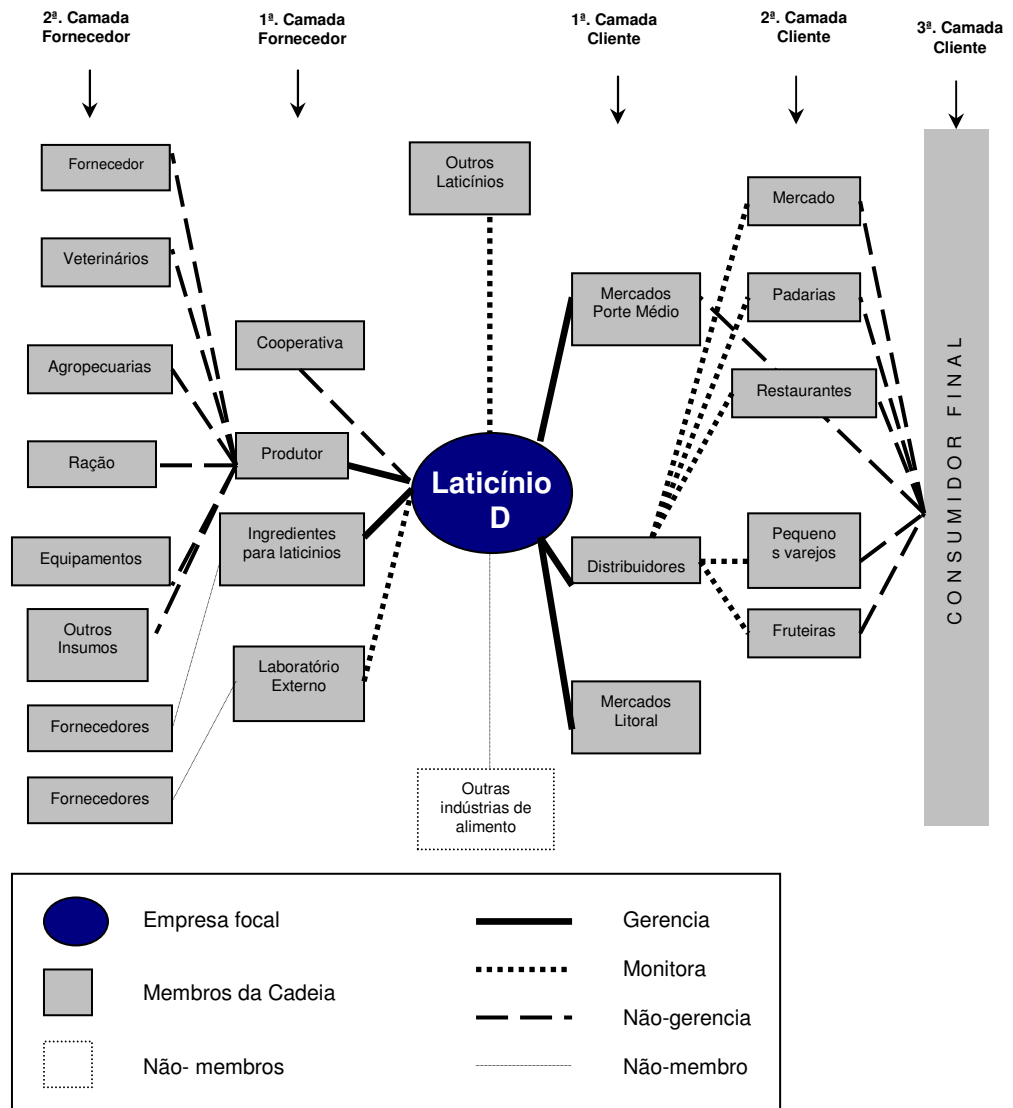 2ª. Camada
Fornecedor
1ª. Camada
Fornecedor
1ª. Camada
Cliente
2ª. Camada
Cliente
3ª. Camada
Cliente
Fornecedor
Veterinários
Agropecuarias
Ração
Equipamentos
Outros
Insumos
Fornecedores
Fornecedores
Cooperativa
Produtor
Ingredientes
para laticinios
Laboratório
Externo
Outros
Laticínios
Laticínio
D
Outras
indústrias de
alimento
Mercados
Porte Médio
Distribuidores
Mercados
Litoral
Mercado
Padarias
Restaurantes
Pequeno
s varejos
Fruteiras
CONSUMIDOR FINAL
Empresa focal
Membros da Cadeia
Não- membros
Gerencia
Monitora
Não-gerencia
Não-membro